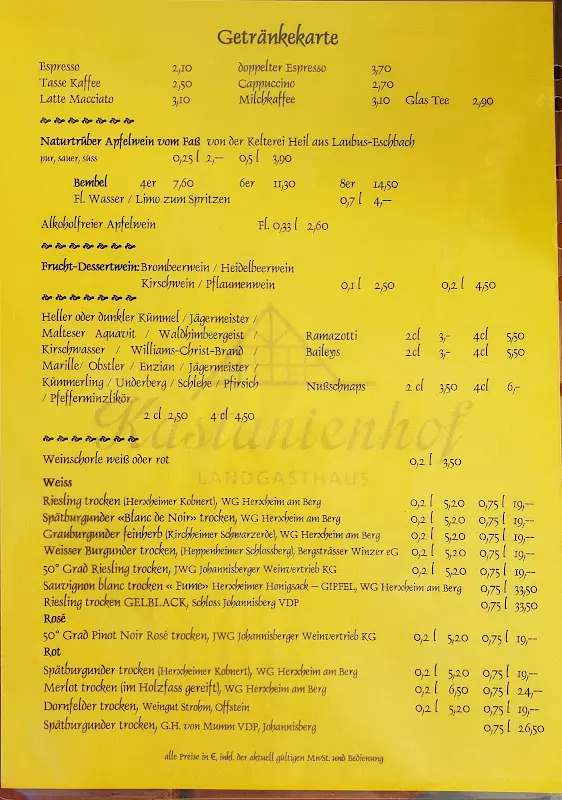 Getränkekarte
Espresso 2,10 doppelter Espresso 3,70
Tasse Kaffee 2,50 Cappuccino 2,70
Latte Macciato 3,10 Milchkaffee 3,10 Glas Tee 2,90
Naturtrüber Apfelwein vom Faß von der Kelterei Heil aus Laubus-Eschbach
pur, sauer, süss 0,25 l 2,-- 0,5 l 3,90
Bembel 4er 7,60 6er 11,30 8er 14,50
Fl. Wasser / Limo zum Spritzen 0,7 l 4,--
Alkoholfreier Apfelwein Fl. 0,33 l 2,60
Frucht-Dessertwein: Brombeerwein / Heidelbeerwein
Kirschwein / Pflaumenwein 0,1 l 2,50 0,2 l 4,50
Heller oder dunkler Kümmel / Jägermeister /
Malteser Aquavit / Waldhimbeergeist / Ramazotti 2cl 3,- 4cl 5,50
Kirschwasser / Williams-Christ-Brand / Baileys 2cl 3,- 4cl 5,50
Marille/ Obstler / Enzian / Jägermeister /
Kümmerling / Underberg / Schlehe / Pfirsich Nußschnaps 2 cl 3,50 4cl 6,-
/ Pfefferminzlikör
2 cl 2,50 4 cl 4,50
Kastanienhof
LANDGASTHAUS
Weinschorle weiß oder rot 0,2 l 3,50
Weiss
Riesling trocken (Herxheimer Kobnert), WG Herxheim am Berg 0,2 l 5,20 0,75 l 19,--
Spätburgunder «Blanc de Noir» trocken, WG Herxheim am Berg 0,2 l 5,20 0,75 l 19,--
Grauburgunder feinherb (Kirchheimer Schwarzerde), WG Herxheim am Berg 0,2 l 5,20 0,75 l 19,--
Weisser Burgunder trocken, (Heppenheimer Schlossberg), Bergsträsser Winzer eG 0,2 l 5,20 0,75 l 19,--
50° Grad Riesling trocken, JWG Johannisberger Weinvertrieb KG 0,2 l 5,20 0,75 l 19,--
Sauvignon blanc trocken « Fume» Herxheimer Honigsack – GIPFEL, WG Herxheim am Berg 0,75 l 33,50
Riesling trocken GELBLACK, Schloss Johannisberg VDP 0,75 l 33,50
Rosé
50° Grad Pinot Noir Rosé trocken, JWG Johannisberger Weinvertrieb KG 0,2 l 5,20 0,75 l 19,--
Rot
Spätburgunder trocken (Herxheimer Kobnert), WG Herxheim am Berg 0,2 l 5,20 0,75 l 19,--
Merlot trocken (im Holzfass gereift), WG Herxheim am Berg 0,2 l 6,50 0,75 l 24,--
Dornfelder trocken, Weingut Strohm, Offstein 0,2 l 5,20 0,75 l 19,--
Spätburgunder trocken, G.H. von Mumm VDP, Johannisberg 0,75 l 26,50
alle Preise in €, inkl. der aktuell gültigen MwSt. und Bedienung